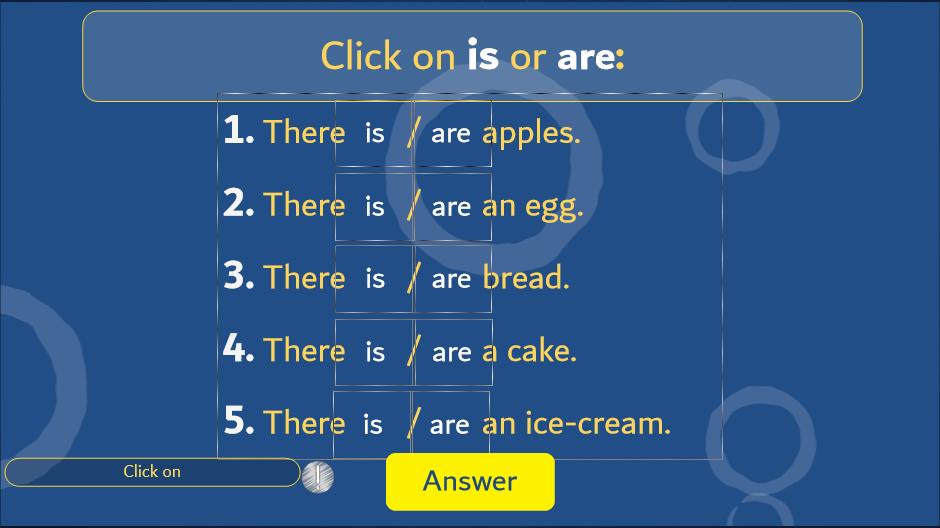 Click on is or are:
1. There is / are apples.
2. There is / are an egg.
3. There is / are bread.
4. There is / are a cake.
5. There is / are an ice-cream.
Click on
!
Answer